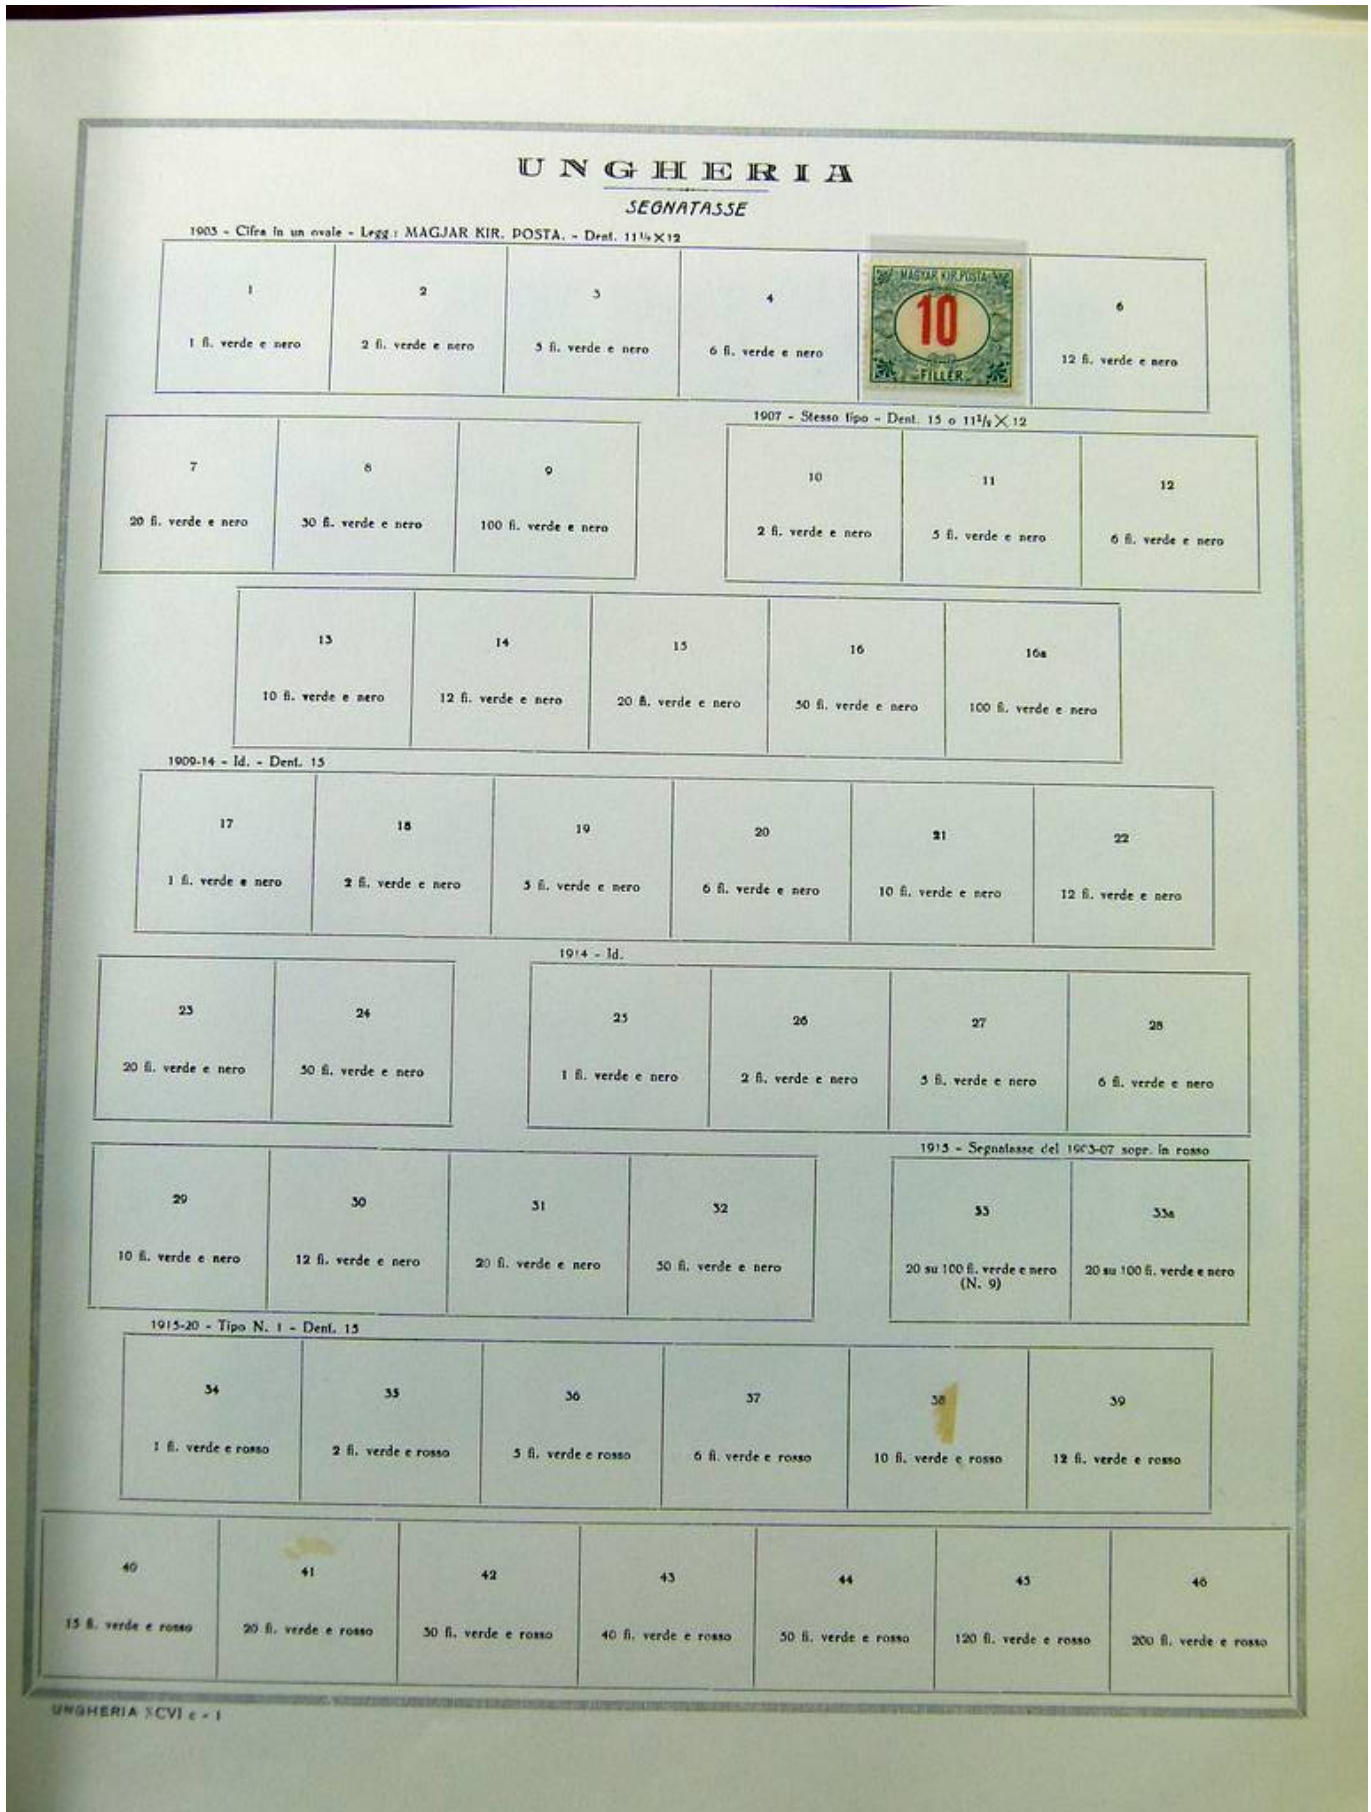 UNGHERIA
SEGNATASSE
1903 - Cifra in un ovale - Legg: MAGJAR KIR. POSTA. - Dent. 11½×12
1
2
3
4
MAGYAR KIR. POSTA
10
FILLER
6
1 fi. verde e nero
2 fi. verde e nero
5 fi. verde e nero
6 fi. verde e nero
12 fi. verde e nero
1907 - Stesso tipo - Dent. 15 o 11½×12
7
8
9
10
11
12
20 fi. verde e nero
50 fi. verde e nero
100 fi. verde e nero
2 fi. verde e nero
5 fi. verde e nero
6 fi. verde e nero
13
14
15
16
16a
10 fi. verde e nero
12 fi. verde e nero
20 fi. verde e nero
50 fi. verde e nero
100 fi. verde e nero
1909-14 - Id. - Dent. 15
17
18
19
20
21
22
1 fi. verde e nero
2 fi. verde e nero
5 fi. verde e nero
6 fi. verde e nero
10 fi. verde e nero
12 fi. verde e nero
1914 - Id.
23
24
25
26
27
28
20 fi. verde e nero
50 fi. verde e nero
1 fi. verde e nero
2 fi. verde e nero
5 fi. verde e nero
6 fi. verde e nero
1915 - Segnatasse del 1903-07 sopr. in rosso
29
30
31
32
33
33a
10 fi. verde e nero
12 fi. verde e nero
20 fi. verde e nero
50 fi. verde e nero
20 su 100 fi. verde e nero
(N. 9)
20 su 100 fi. verde e nero
1915-20 - Tipo N. 1 - Dent. 15
34
35
36
37
38
39
1 fi. verde e rosso
2 fi. verde e rosso
5 fi. verde e rosso
6 fi. verde e rosso
10 fi. verde e rosso
12 fi. verde e rosso
40
41
42
43
44
45
46
15 fi. verde e rosso
20 fi. verde e rosso
30 fi. verde e rosso
40 fi. verde e rosso
50 fi. verde e rosso
120 fi. verde e rosso
200 fi. verde e rosso
UNGHERIA XCVI c - 1